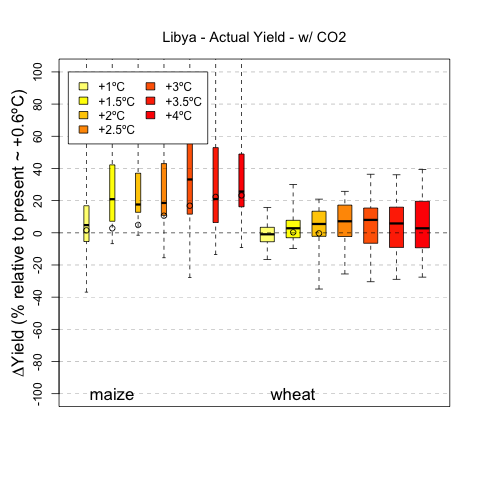 Libya - Actual Yield - w/ CO2
ΔYield (% relative to present ~ +0.6ºC)
100
80
60
40
20
0
-20
-40
-60
-80
-100
+1ºC
+1.5ºC
+2ºC
+2.5ºC
+3ºC
+3.5ºC
+4ºC
maize
wheat